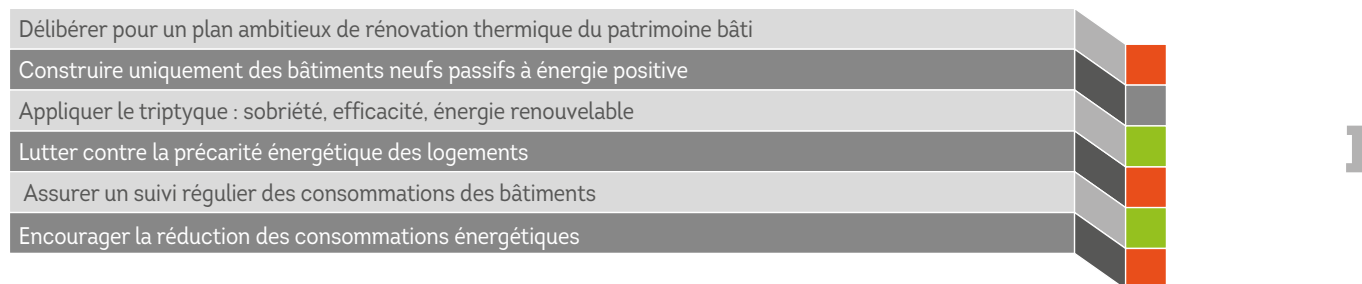 Délibérer pour un plan ambitieux de rénovation thermique du patrimoine bâti
Construire uniquement des bâtiments neufs passifs à énergie positive
Appliquer le triptyque : sobriété, efficacité, énergie renouvelable
Lutter contre la précarité énergétique des logements
Assurer un suivi régulier des consommations des bâtiments
Encourager la réduction des consommations énergétiques